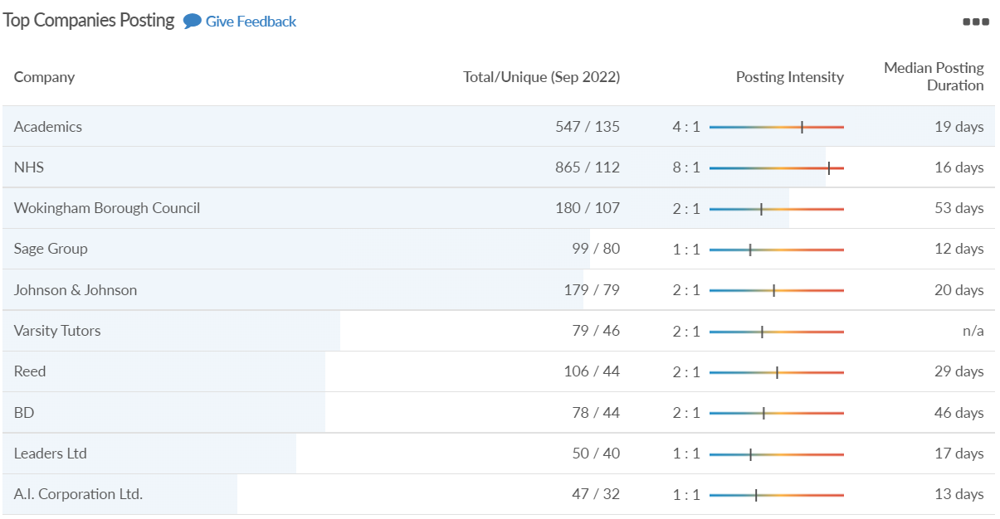 Top Companies Posting Give Feedback
Company Total/Unique (Sep 2022) Posting Intensity Median Posting Duration
Academics 547 / 135 4 : 1 19 days
NHS 865 / 112 8 : 1 16 days
Wokingham Borough Council 180 / 107 2 : 1 53 days
Sage Group 99 / 80 1 : 1 12 days
Johnson & Johnson 179 / 79 2 : 1 20 days
Varsity Tutors 79 / 46 2 : 1 n/a
Reed 106 / 44 2 : 1 29 days
BD 78 / 44 2 : 1 46 days
Leaders Ltd 50 / 40 1 : 1 17 days
A.I. Corporation Ltd. 47 / 32 1 : 1 13 days